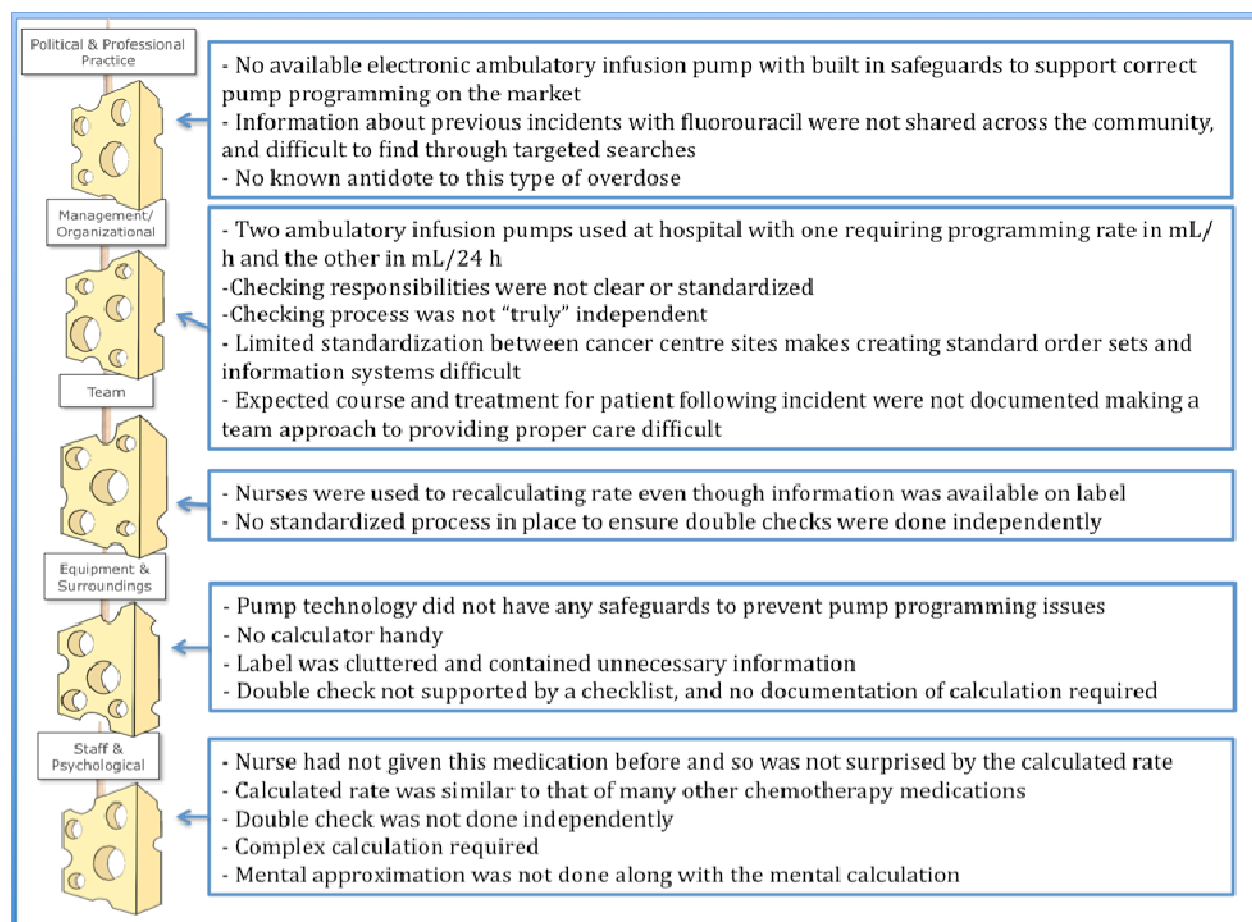 Political & Professional
Practice
- No available electronic ambulatory infusion pump with built in safeguards to support correct
pump programming on the market
- Information about previous incidents with fluorouracil were not shared across the community,
and difficult to find through targeted searches
- No known antidote to this type of overdose
Management/
Organizational
- Two ambulatory infusion pumps used at hospital with one requiring programming rate in mL/
h and the other in mL/24 h
-Checking responsibilities were not clear or standardized
-Checking process was not “truly” independent
- Limited standardization between cancer centre sites makes creating standard order sets and
information systems difficult
- Expected course and treatment for patient following incident were not documented making a
team approach to providing proper care difficult
Team
- Nurses were used to recalculating rate even though information was available on label
- No standardized process in place to ensure double checks were done independently
Equipment &
Surroundings
- Pump technology did not have any safeguards to prevent pump programming issues
- No calculator handy
- Label was cluttered and contained unnecessary information
- Double check not supported by a checklist, and no documentation of calculation required
Staff &
Psychological
- Nurse had not given this medication before and so was not surprised by the calculated rate
- Calculated rate was similar to that of many other chemotherapy medications
- Double check was not done independently
- Complex calculation required
- Mental approximation was not done along with the mental calculation